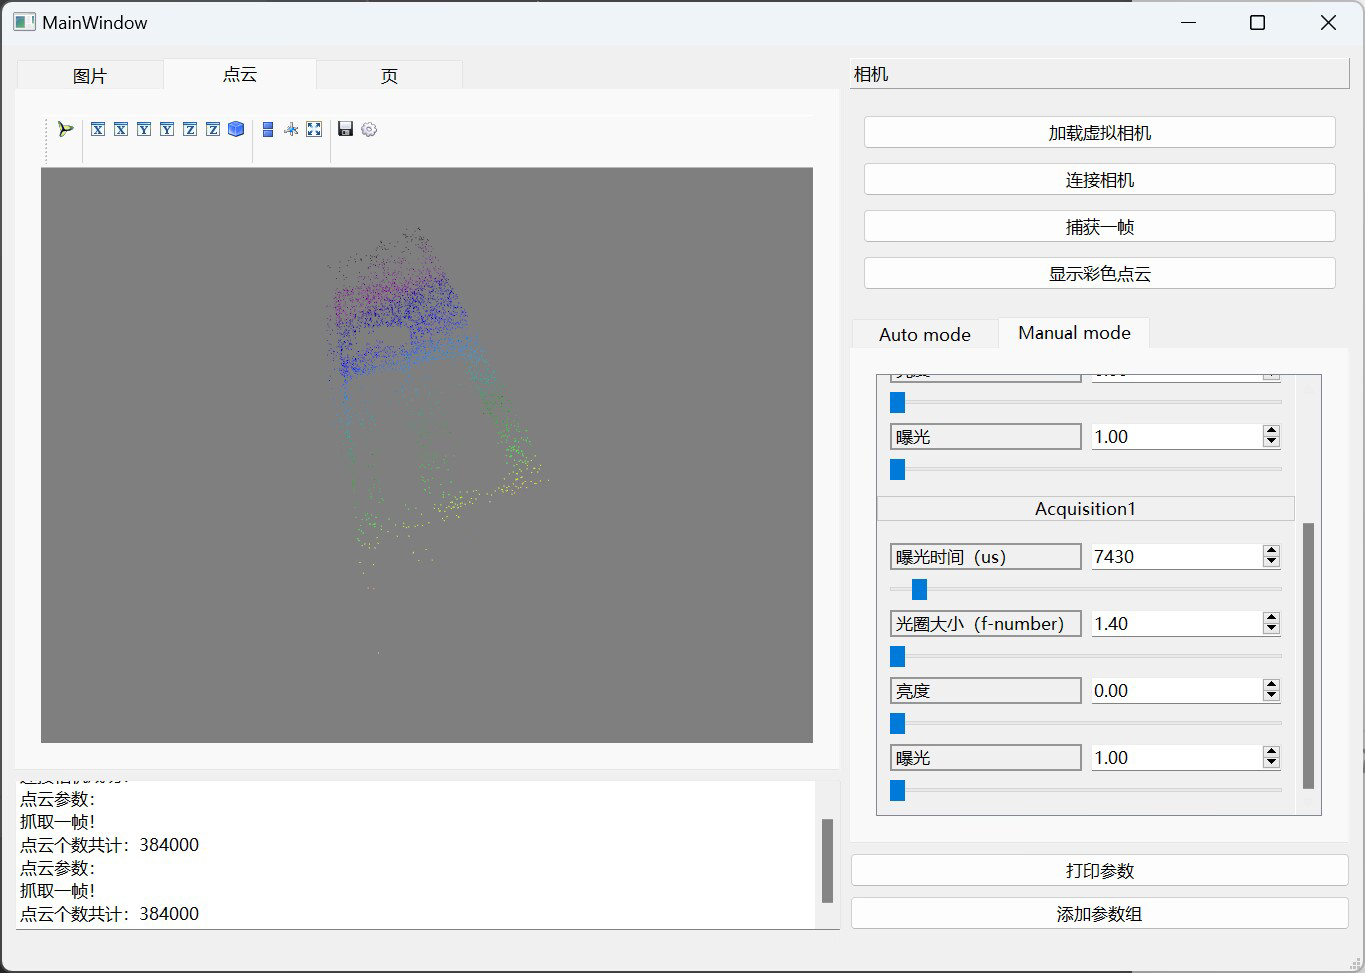 MainWindow
图片
点云
页
X X Y Y Z Z
相机
加载虚拟相机
连接相机
捕获一帧
显示彩色点云
Auto mode
Manual mode
曝光
1.00
Acquisition1
曝光时间（us）
7430
光圈大小（f-number）
1.40
亮度
0.00
曝光
1.00
打印参数
添加参数组
点云参数：
抓取一帧！
点云个数共计：384000
点云参数：
抓取一帧！
点云个数共计：384000